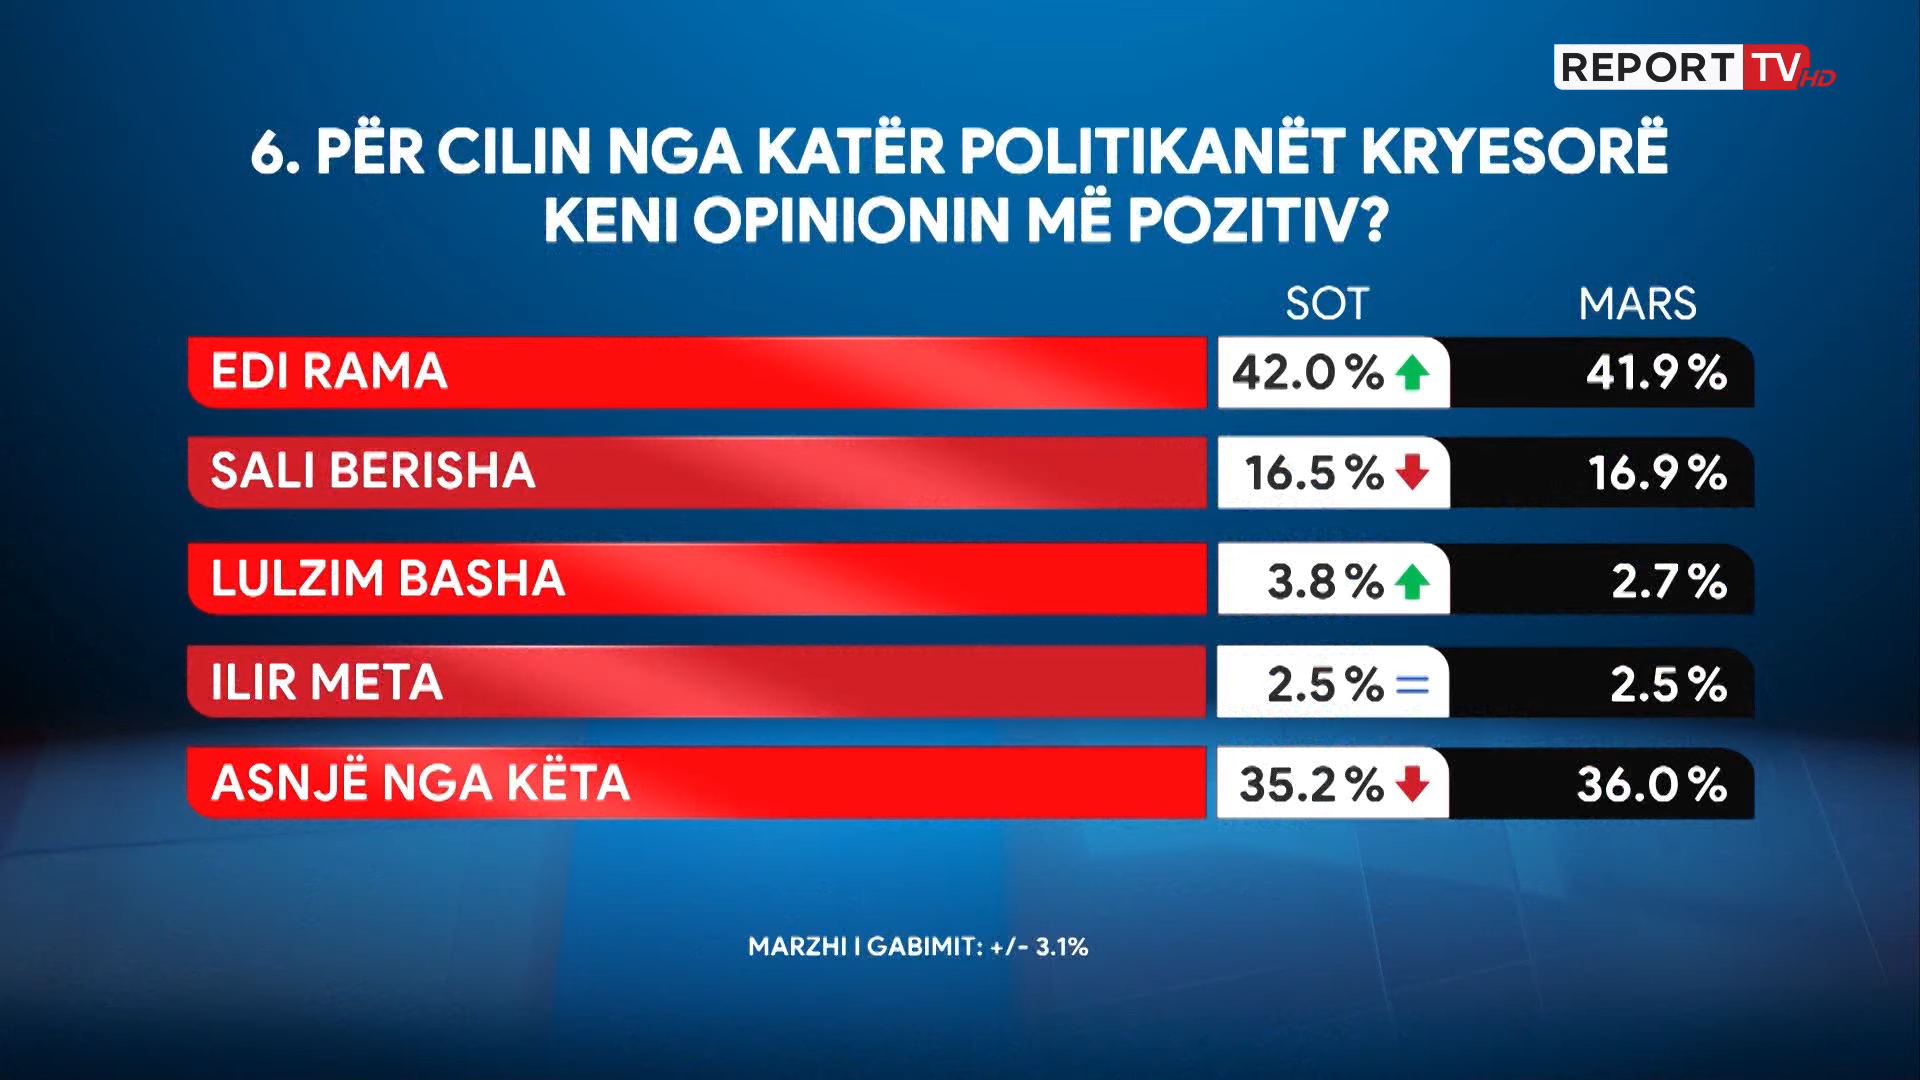 REPORT TV HD
6. PËR CILIN NGA KATËR POLITIKANËT KRYESORË
KENI OPINIONIN MË POZITIV?
SOT MARS
EDI RAMA 42.0% 41.9%
SALI BERISHA 16.5% 16.9%
LULZIM BASHA 3.8% 2.7%
ILIR META 2.5% = 2.5%
ASNJË NGA KËTA 35.2% 36.0%
MARZHI I GABIMIT: +/- 3.1%